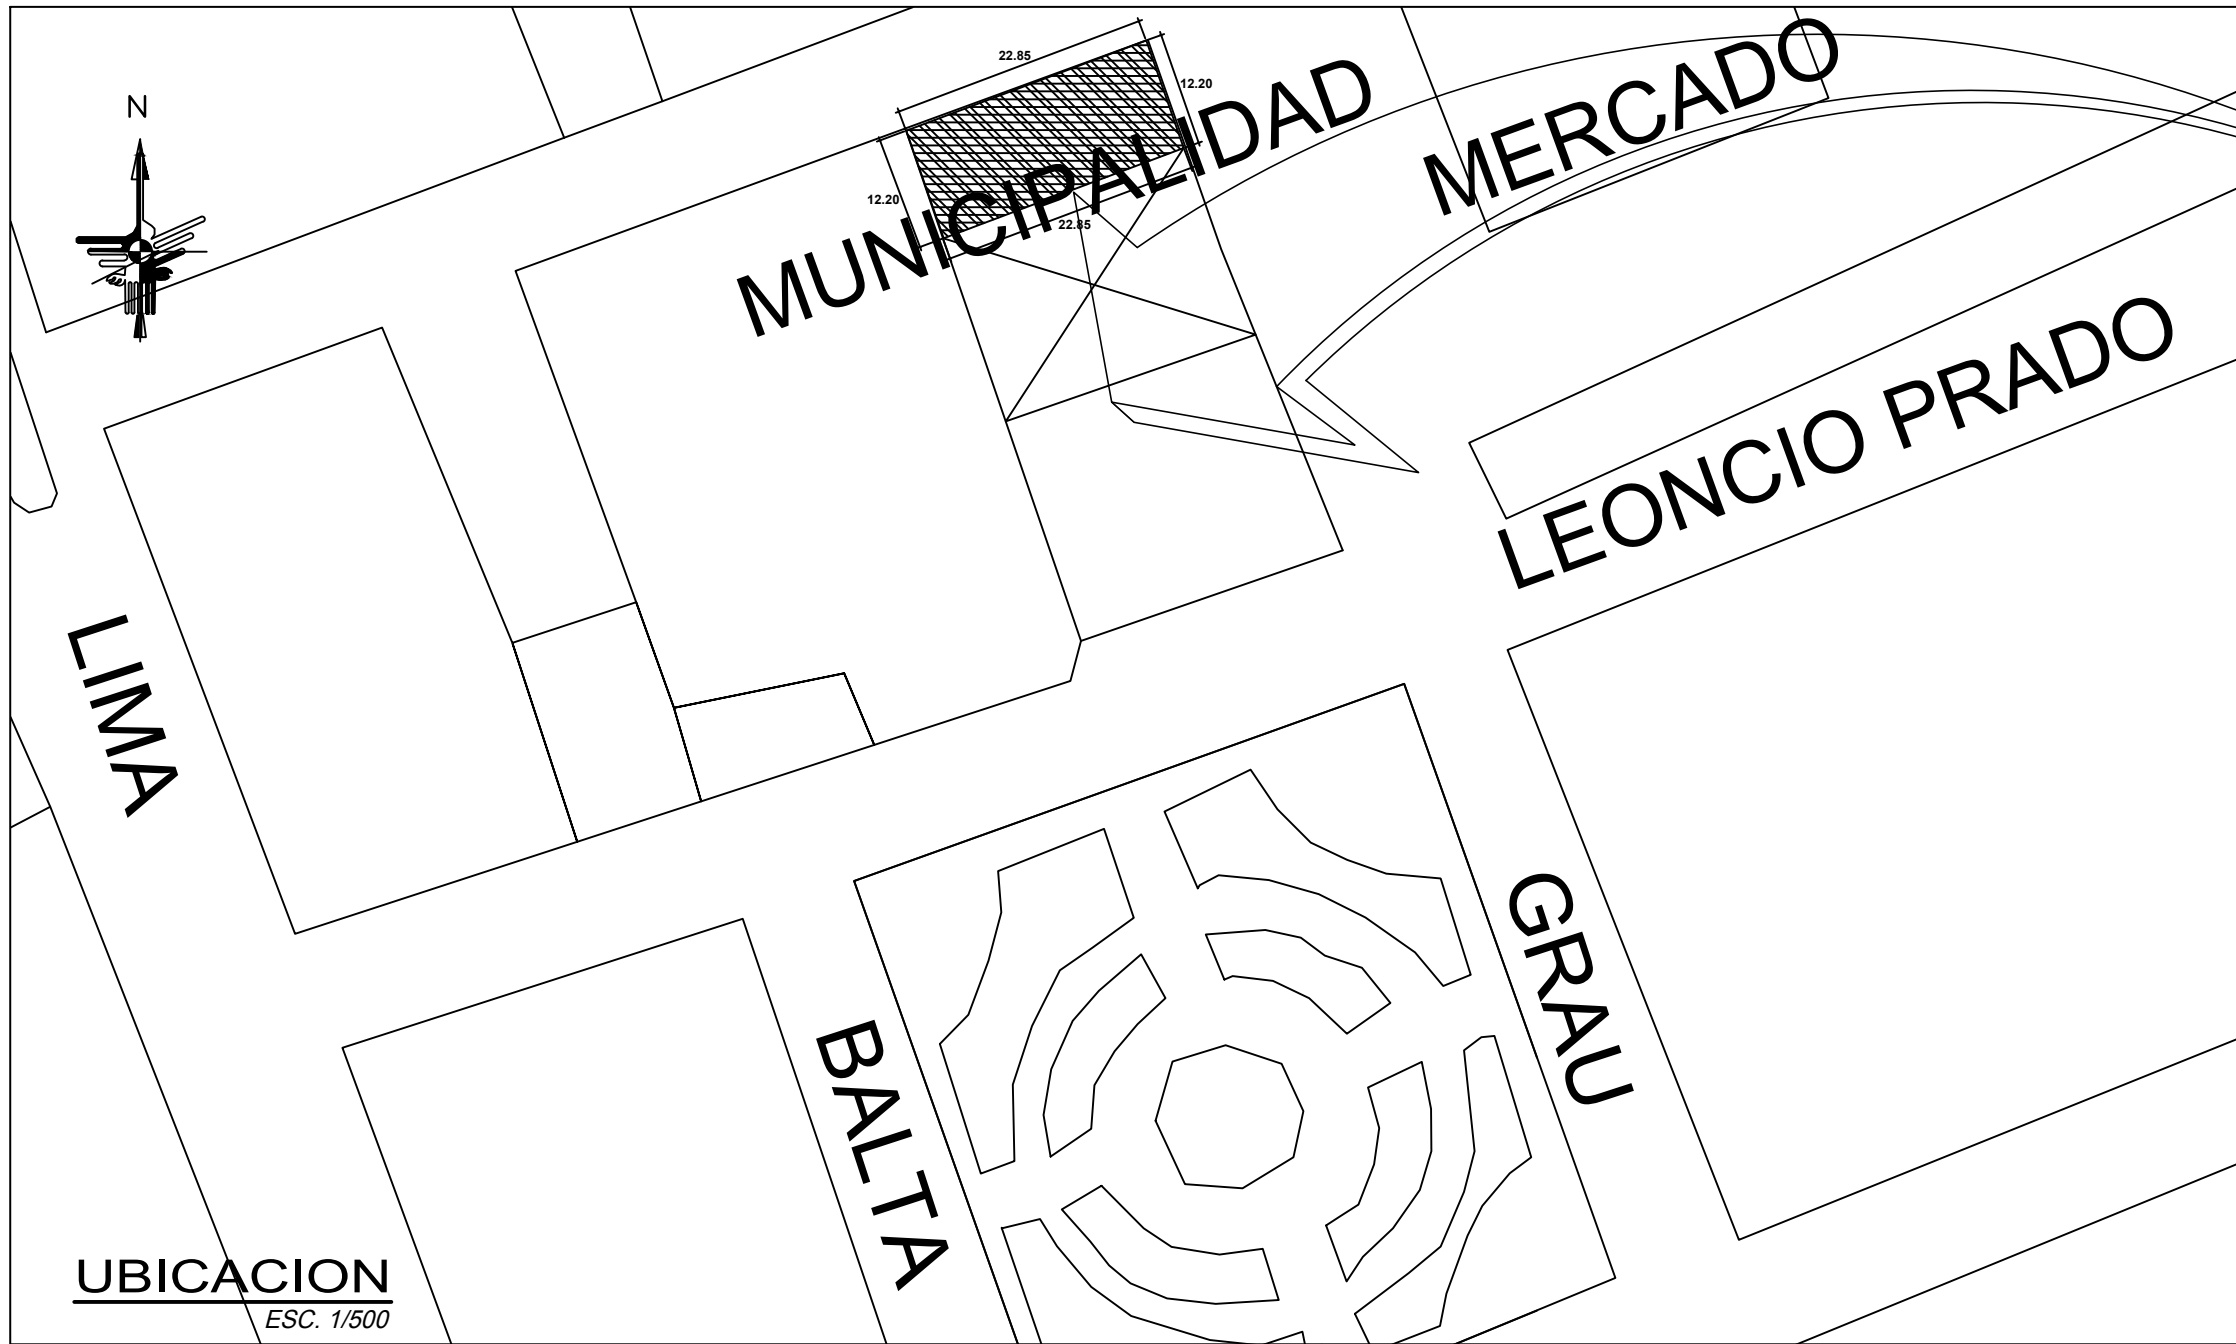 22.85
12.20
N
MERCADO
MUNICIPALIDAD
12.20
22.85
LEONCIO PRADO
LIMA
GRAU
BALTA
UBICACION
ESC. 1/500